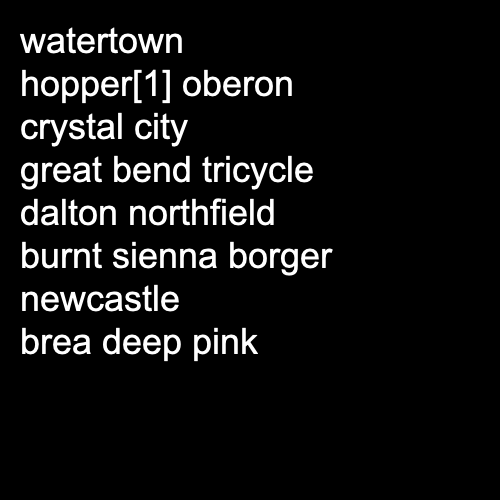 watertown
hopper[1] oberon
crystal city
great bend tricycle
dalton northfield
burnt sienna borger
newcastle
brea deep pink